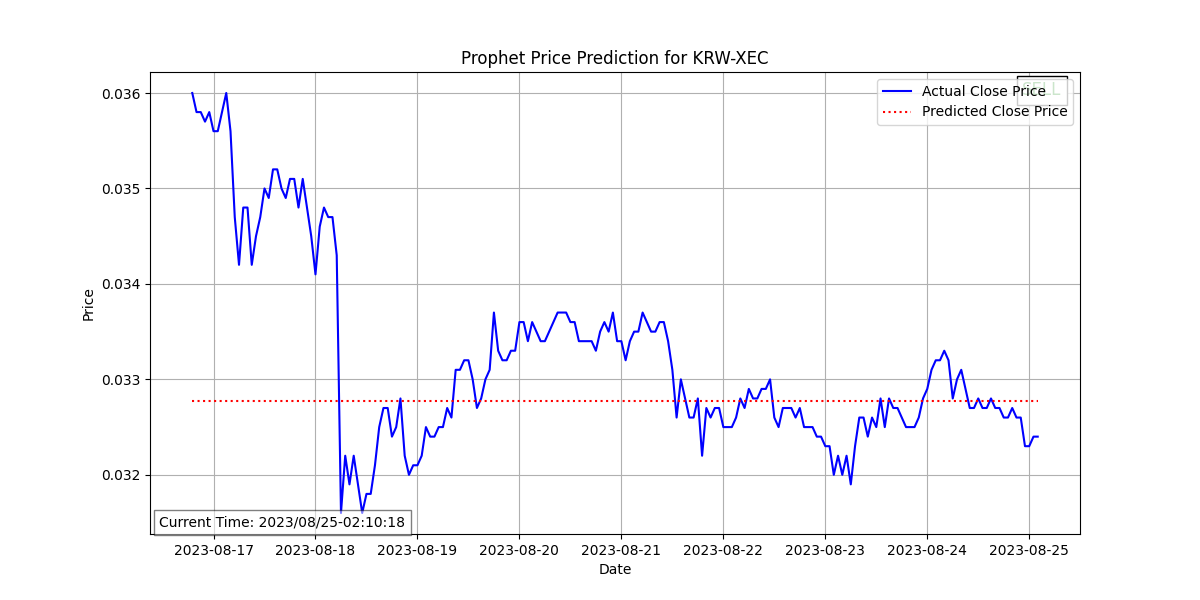 Prophet Price Prediction for KRW-XEC
Actual Close Price
Predicted Close Price
0.036
0.035
0.034
0.033
0.032
Price
Current Time: 2023/08/25-02:10:18
2023-08-17 2023-08-18 2023-08-19 2023-08-20 2023-08-21 2023-08-22 2023-08-23 2023-08-24 2023-08-25
Date